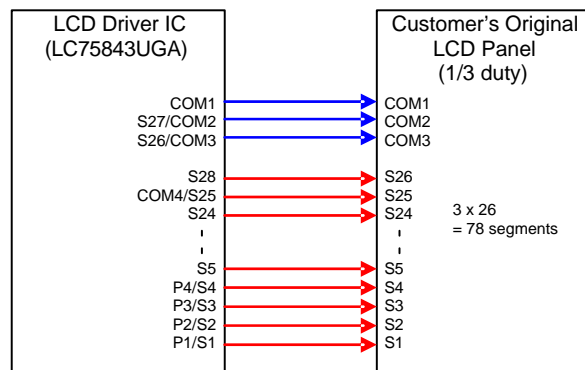 LCD Driver IC
(LC75843UGA)
COM1
S27/COM2
S26/COM3
S28
COM4/S25
S24
S5
P4/S4
P3/S3
P2/S2
P1/S1
Customer's Original
LCD Panel
(1/3 duty)
COM1
COM2
COM3
S26
S25
S24
S5
S4
S3
S2
S1
3 x 26
= 78 segments